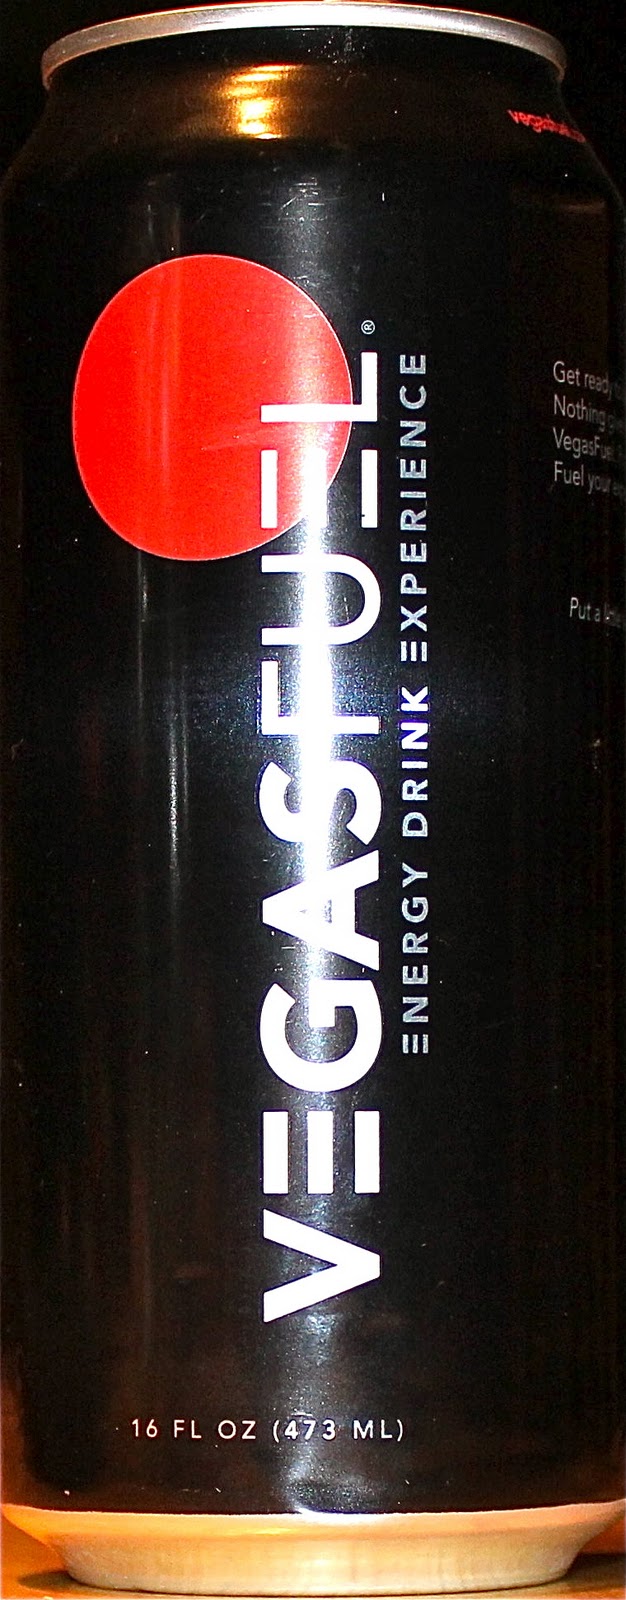 VEGASFUEL®
ENERGY DRINK EXPERIENCE
Get ready
Nothing
VegasFuel
Fuel your
Put a
16 FL OZ (473 ML)